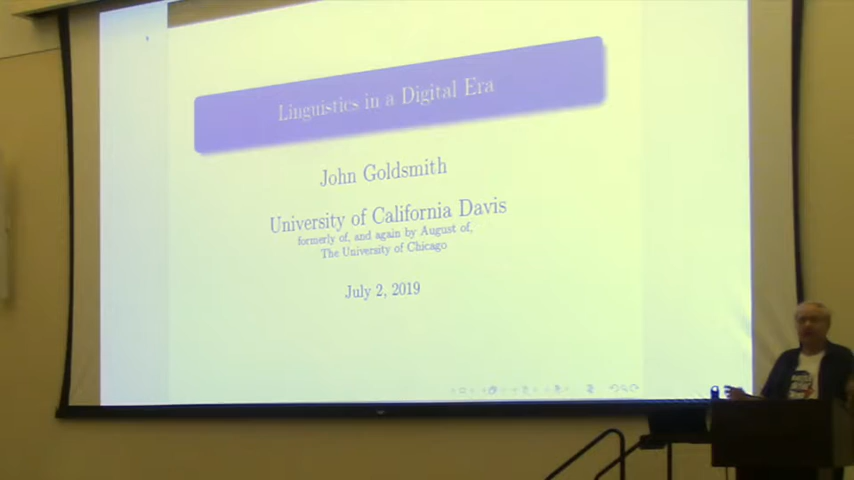 Linguistics in a Digital Era
John Goldsmith
University of California Davis
formerly of, and again by August of,
The University of Chicago
July 2, 2019